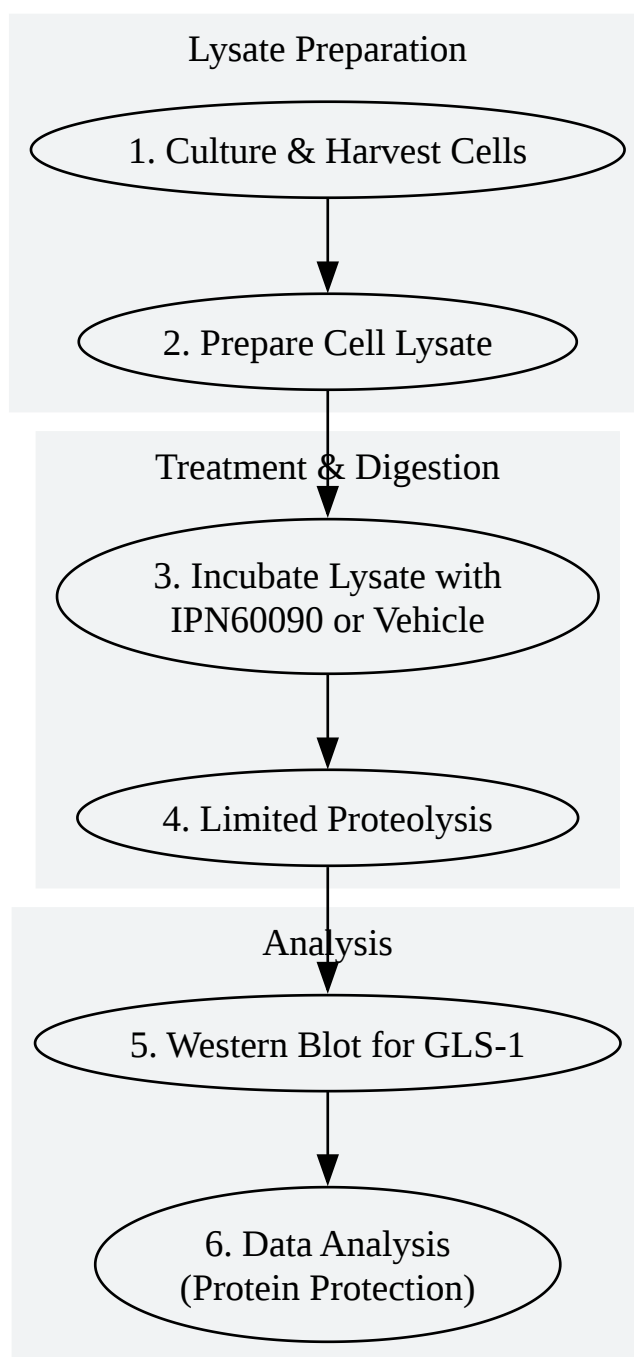 Lysate Preparation
1. Culture & Harvest Cells
2. Prepare Cell Lysate
Treatment & Digestion
3. Incubate Lysate with
IPN60090 or Vehicle
4. Limited Proteolysis
Analysis
5. Western Blot for GLS-1
6. Data Analysis
(Protein Protection)